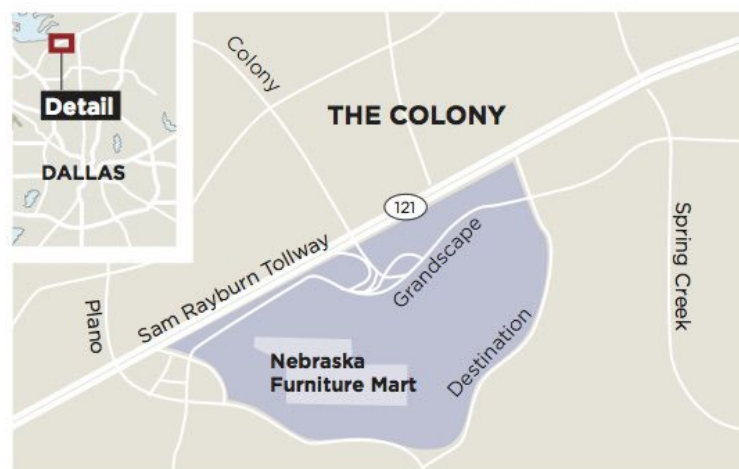 Detail
DALLAS
Colony
THE COLONY
121
Sam Rayburn Tollway
Grandscape
Spring Creek
Plano
Nebraska
Furniture Mart
Destination